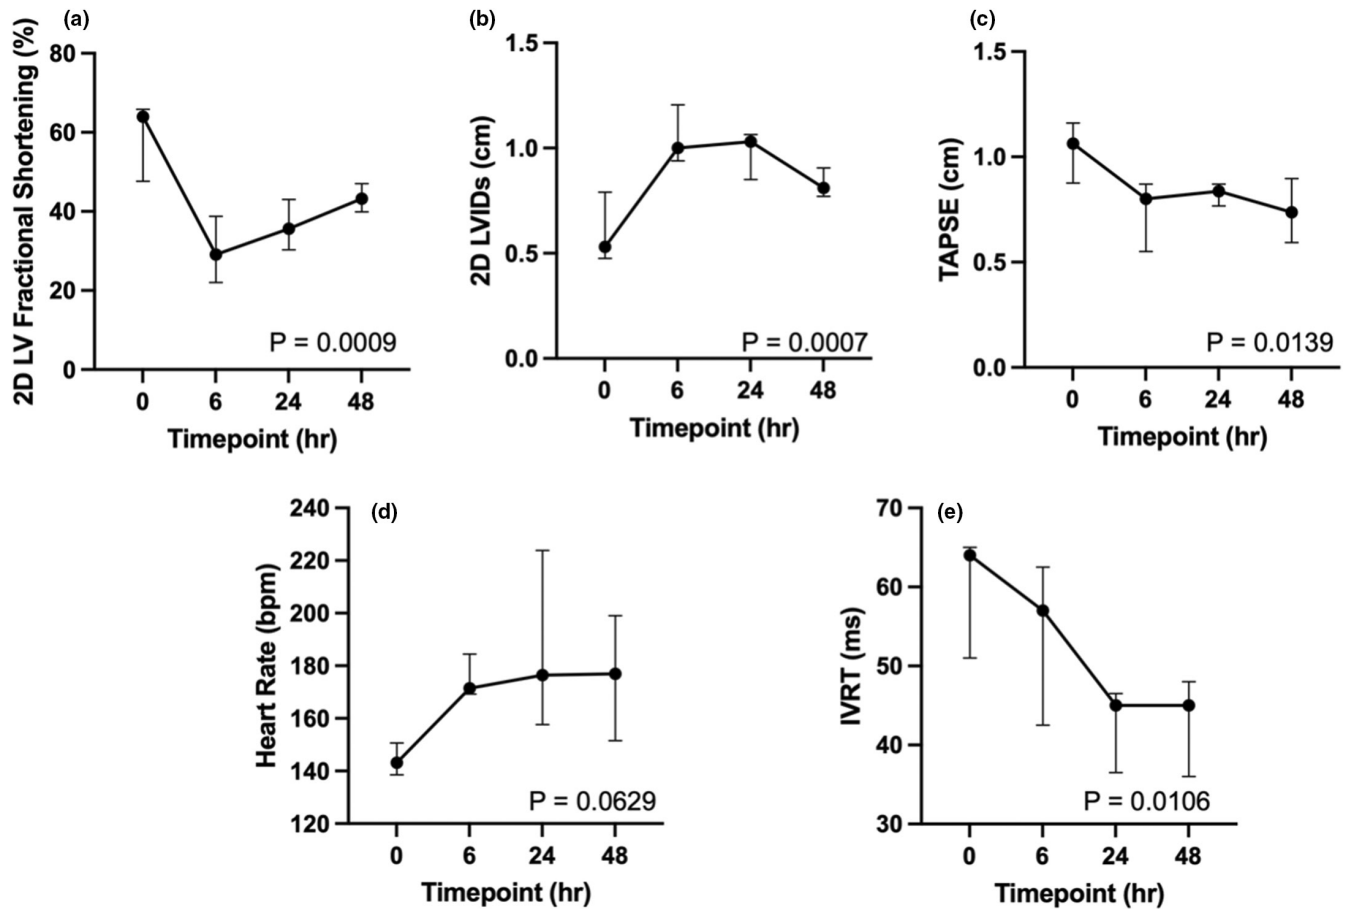 (a)
2D LV Fractional Shortening (%)
80
60
40
20
0
P = 0.0009
0 6 24 48
Timepoint (hr)
(b)
2D LVIDs (cm)
1.5
1.0
0.5
0.0
P = 0.0007
0 6 24 48
Timepoint (hr)
(c)
TAPSE (cm)
1.5
1.0
0.5
0.0
P = 0.0139
0 6 24 48
Timepoint (hr)
(d)
Heart Rate (bpm)
240
220
200
180
160
140
120
P = 0.0629
0 6 24 48
Timepoint (hr)
(e)
IVRT (ms)
70
60
50
40
30
P = 0.0106
0 6 24 48
Timepoint (hr)